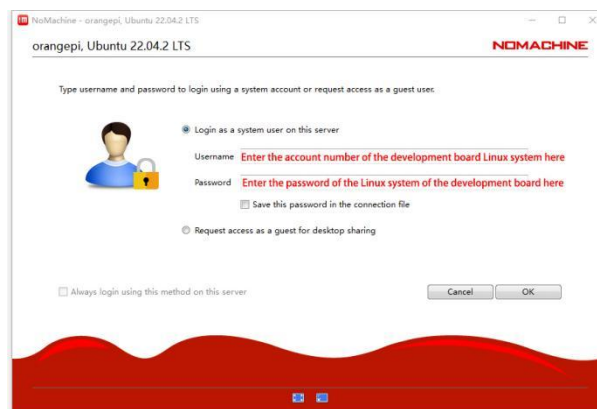 NoMachine - orangepi, Ubuntu 22.04.2 LTS
orangepi, Ubuntu 22.04.2 LTS
NOMACHINE
Type username and password to login using a system account or request access as a guest user.
Login as a system user on this server
Username Enter the account number of the development board Linux system here
Password Enter the password of the Linux system of the development board here
Save this password in the connection file
Request access as a guest for desktop sharing
Always login using this method on this server
Cancel OK